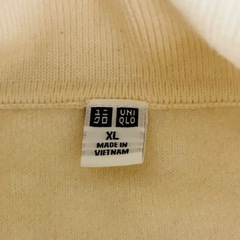 ユニ UNI
クロ QLO
XL
MADE IN
VIETNAM